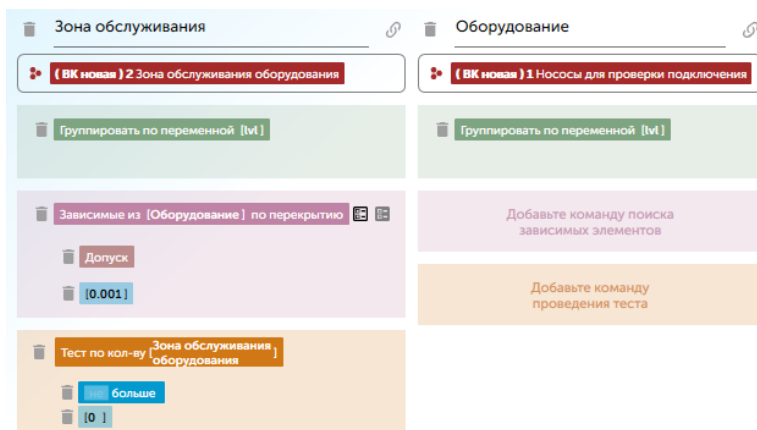 Зона обслуживания
( ВК новая ) 2 Зона обслуживания оборудования
Группировать по переменной [lvl]
Зависимые из [Оборудование] по перекрытию
Допуск
[0.001]
Тест по кол-ву [Зона обслуживания
оборудования]
не больше
[0 ]
Оборудование
( ВК новая ) 1 Нососы для проверки подключения
Группировать по переменной [lvl]
Добавьте команду поиска
зависимых элементов
Добавьте команду
проведения теста